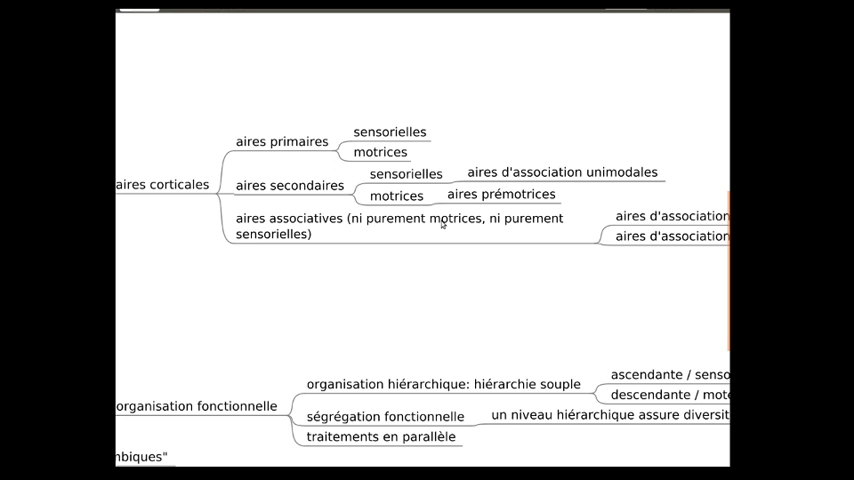 sensorielles
aires primaires
motrices
sensorielles
aires d'association unimodales
aires corticales
aires secondaires
motrices
aires prémotrices
aires associatives (ni purement motrices, ni purement
sensorielles)
aires d'association
aires d'association
ascendante / senso
organisation hiérarchique: hiérarchie souple
descendante / mot
organisation fonctionnelle
ségrégation fonctionnelle
un niveau hiérarchique assure diversit
traitements en parallèle
mbiques"